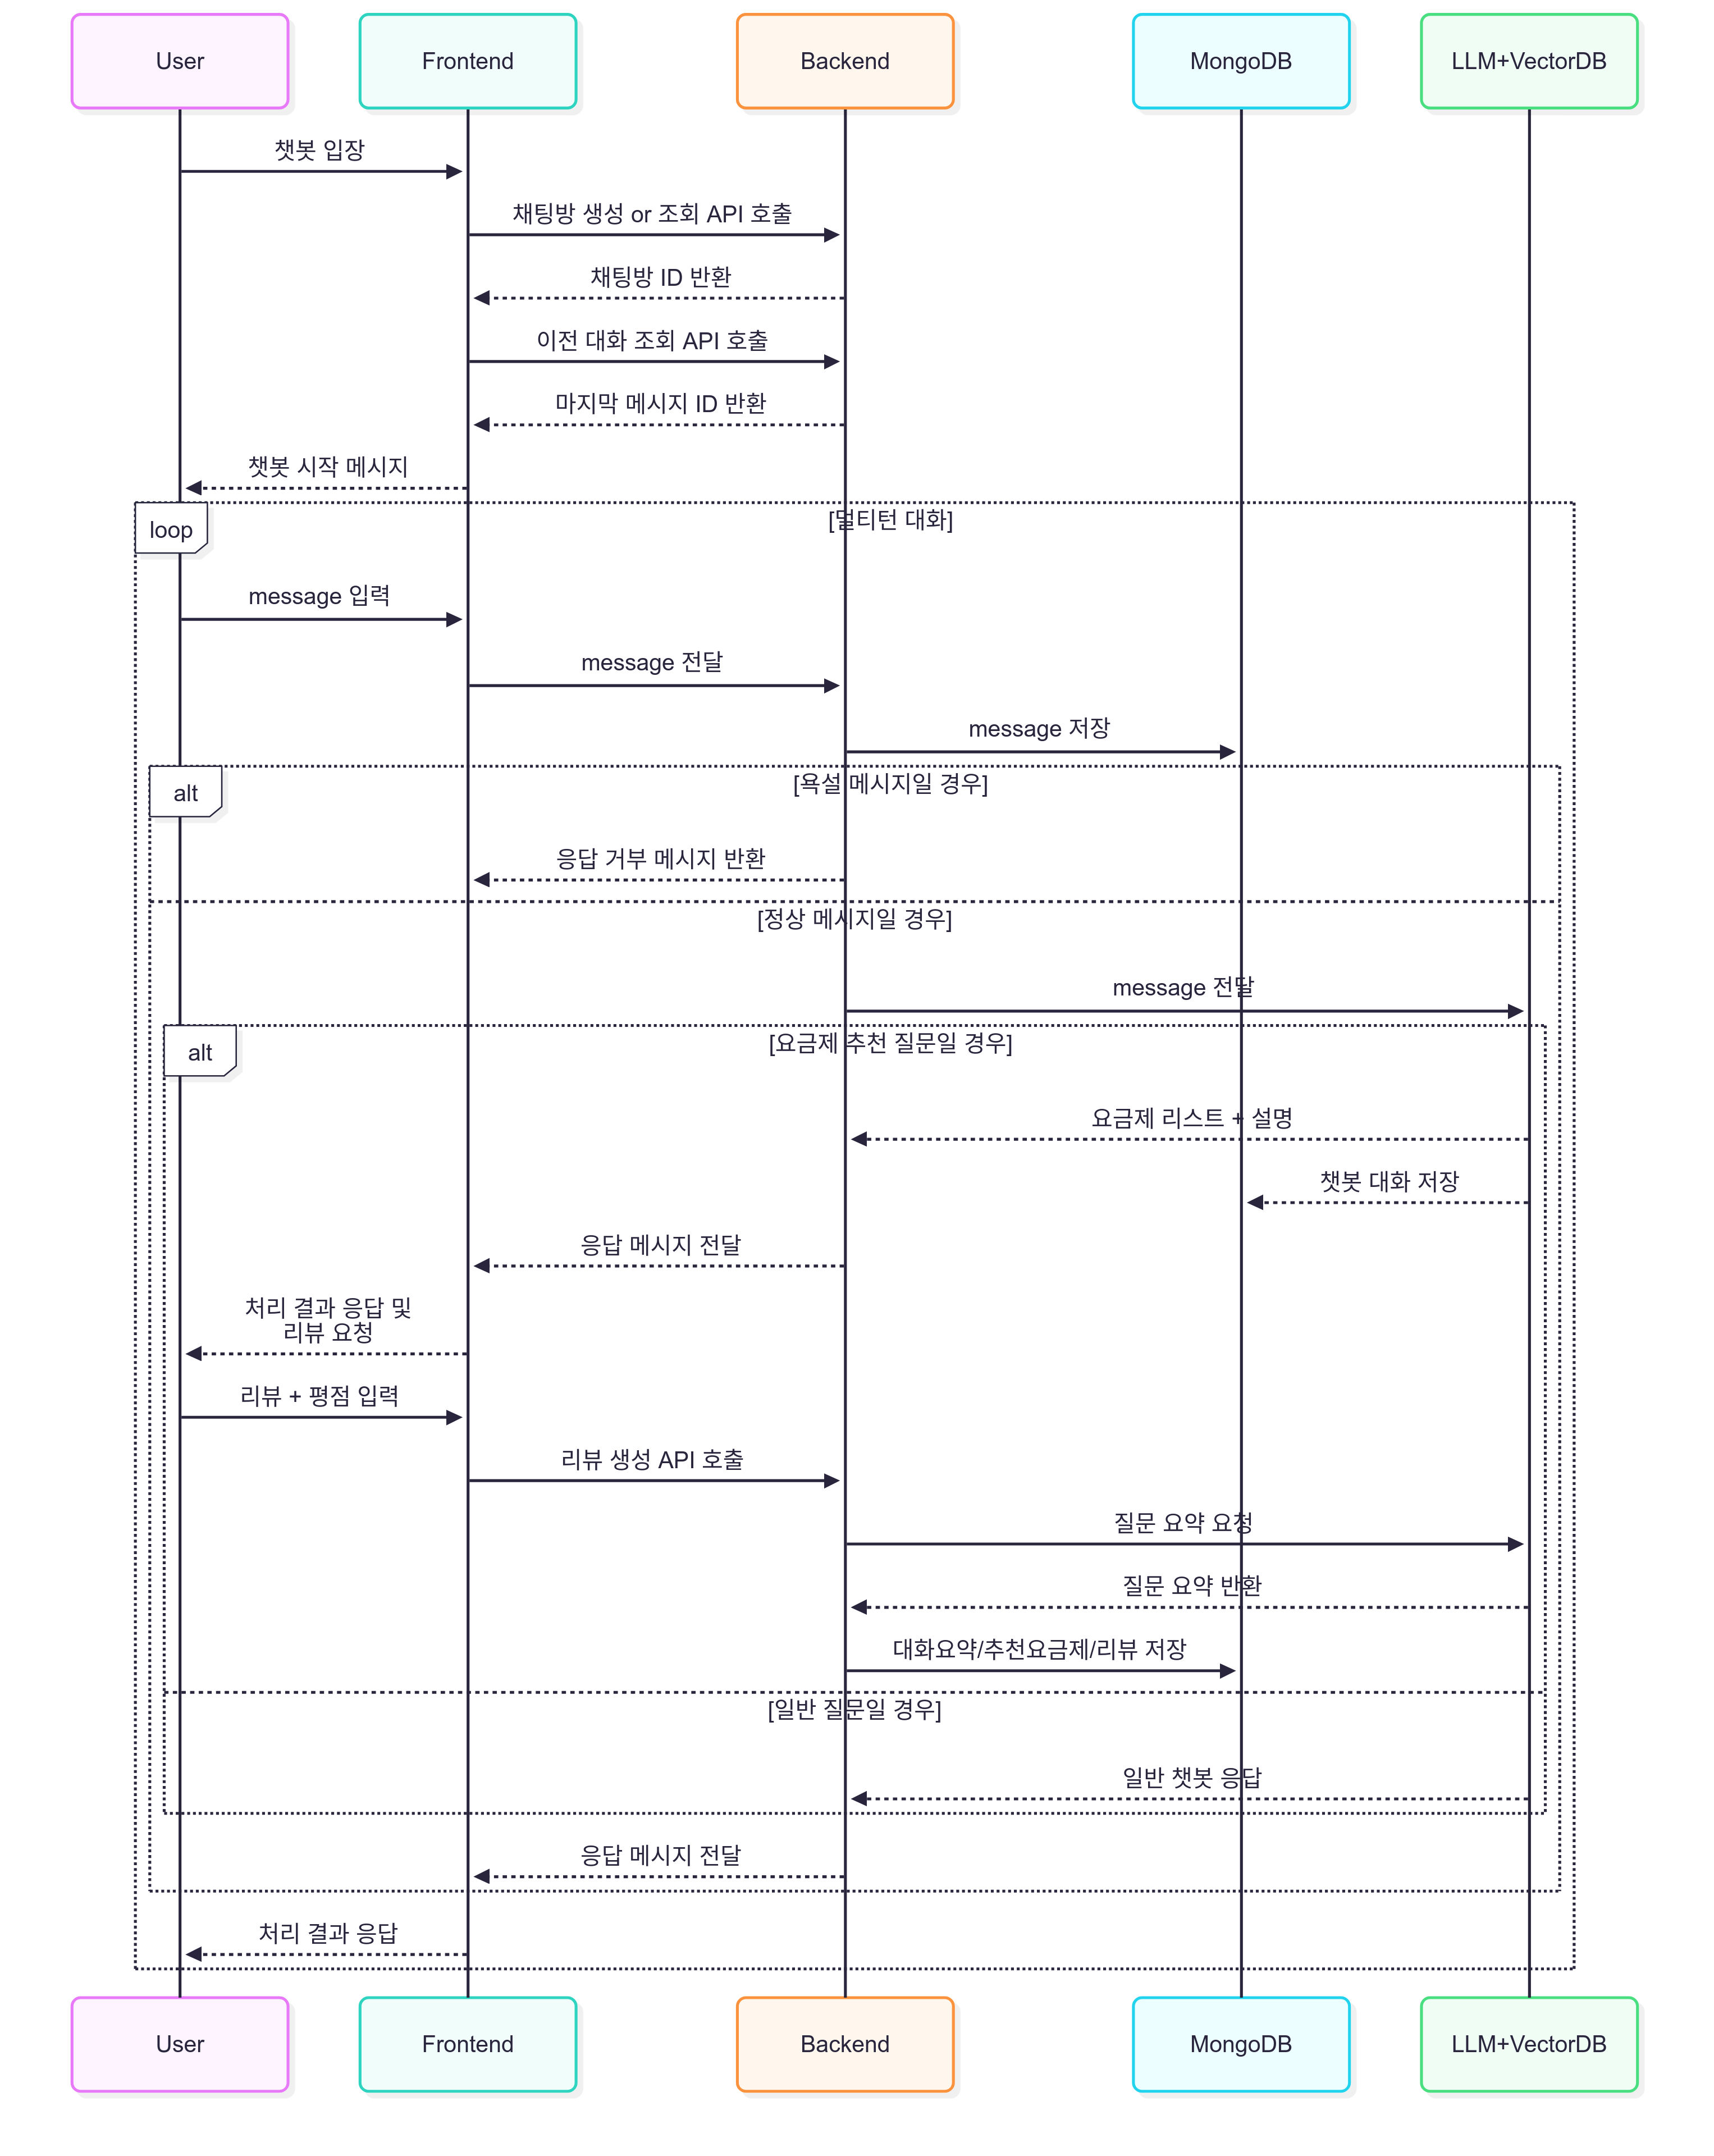 User
Frontend
Backend
MongoDB
LLM+VectorDB
챗봇 입장
채팅방 생성 or 조회 API 호출
채팅방 ID 반환
이전 대화 조회 API 호출
마지막 메시지 ID 반환
챗봇 시작 메시지
loop
[멀티턴 대화]
message 입력
message 전달
message 저장
alt
[욕설 메시지일 경우]
응답 거부 메시지 반환
[정상 메시지일 경우]
message 전달
alt
[요금제 추천 질문일 경우]
요금제 리스트 + 설명
챗봇 대화 저장
응답 메시지 전달
처리 결과 응답 및
리뷰 요청
리뷰 + 평점 입력
리뷰 생성 API 호출
질문 요약 요청
질문 요약 반환
대화요약/추천요금제/리뷰 저장
[일반 질문일 경우]
일반 챗봇 응답
응답 메시지 전달
처리 결과 응답
User
Frontend
Backend
MongoDB
LLM+VectorDB